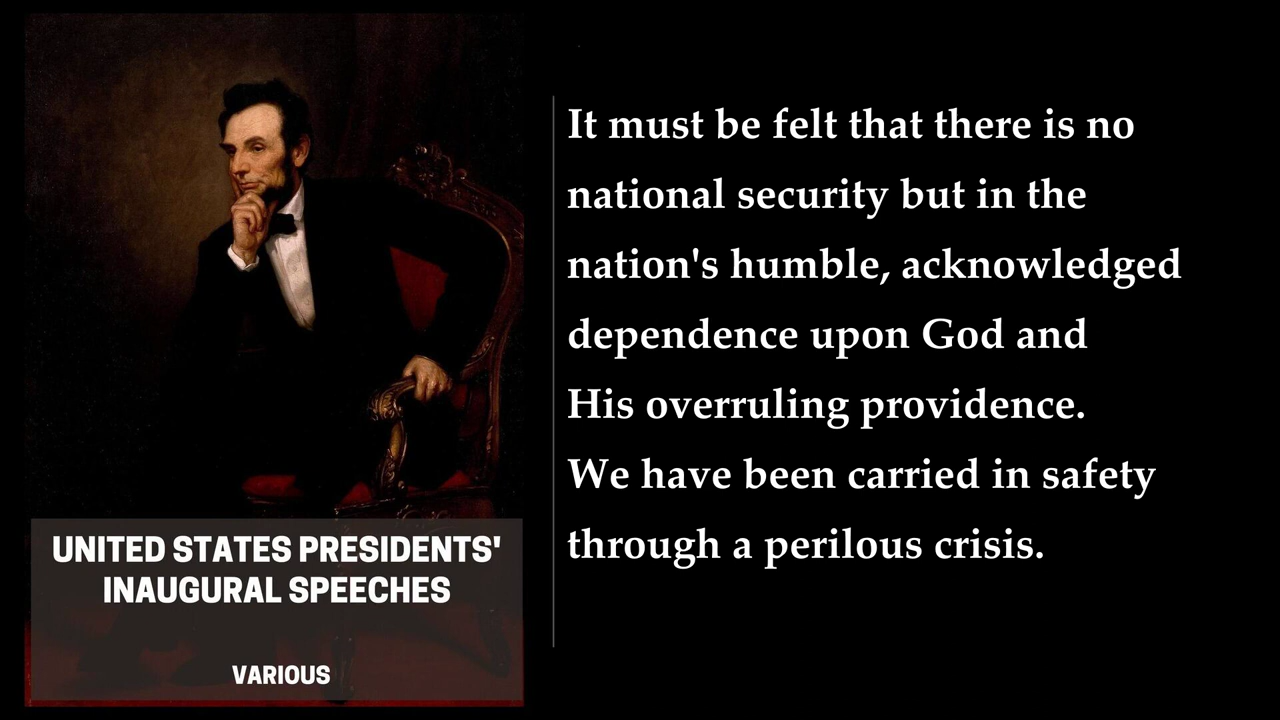 UNITED STATES PRESIDENTS'
INAUGURAL SPEECHES
VARIOUS
It must be felt that there is no
national security but in the
nation's humble, acknowledged
dependence upon God and
His overruling providence.
We have been carried in safety
through a perilous crisis.